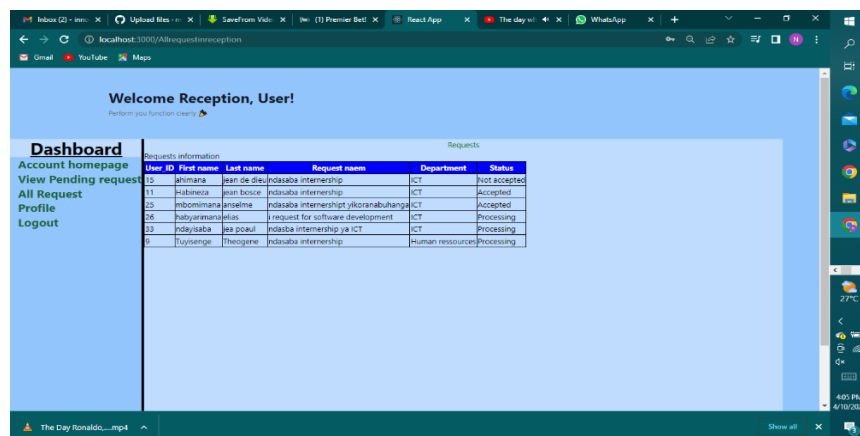 Inbox (2) - inno
Upload files - n
SaveFrom Vide
(1) Premier Bet!
React App
The day wh
WhatsApp
localhost:3000/Allrequestinreception
Gmail YouTube Maps
Welcome Reception, User!
Perform you function clearly
Dashboard
Account homepage
View Pending request
All Request
Profile
Logout
Requests
Requests information
User_ID First name Last name Request naem Department Status
15 ahimana jean de dieu ndasaba internership ICT Not accepted
11 Habineza jean bosce ndasaba internership ICT Accepted
25 mbomimana anselme ndasaba internershipt yikoranabuhanga ICT Accepted
26 habyarimana elias i request for software development ICT Processing
33 ndayisaba jea poaul ndasba internership ya ICT ICT Processing
9 Tuyisenge Theogene ndasaba internership Human ressources Processing
27°C
4:05 PM
4/10/202
The Day Ronaldo,....mp4
Show all